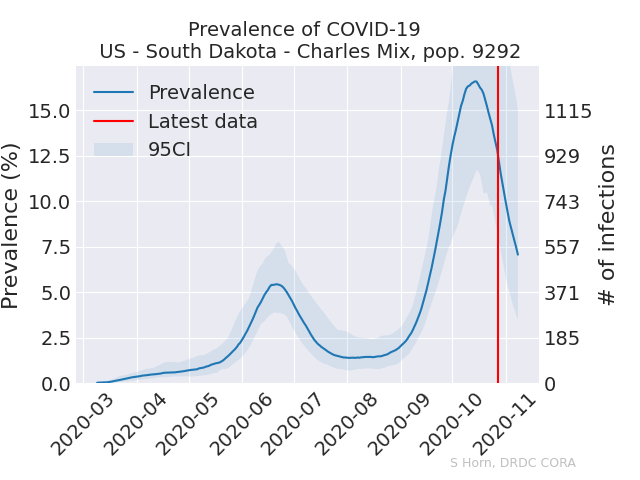 Prevalence of COVID-19
US - South Dakota - Charles Mix, pop. 9292
Prevalence
Latest data
95CI
Prevalence (%)
15.0
12.5
10.0
7.5
5.0
2.5
0.0
1115
929
743
557
371
185
0
# of infections
2020-03
2020-04
2020-05
2020-06
2020-07
2020-08
2020-09
2020-10
2020-11
S Horn, DRDC CORA